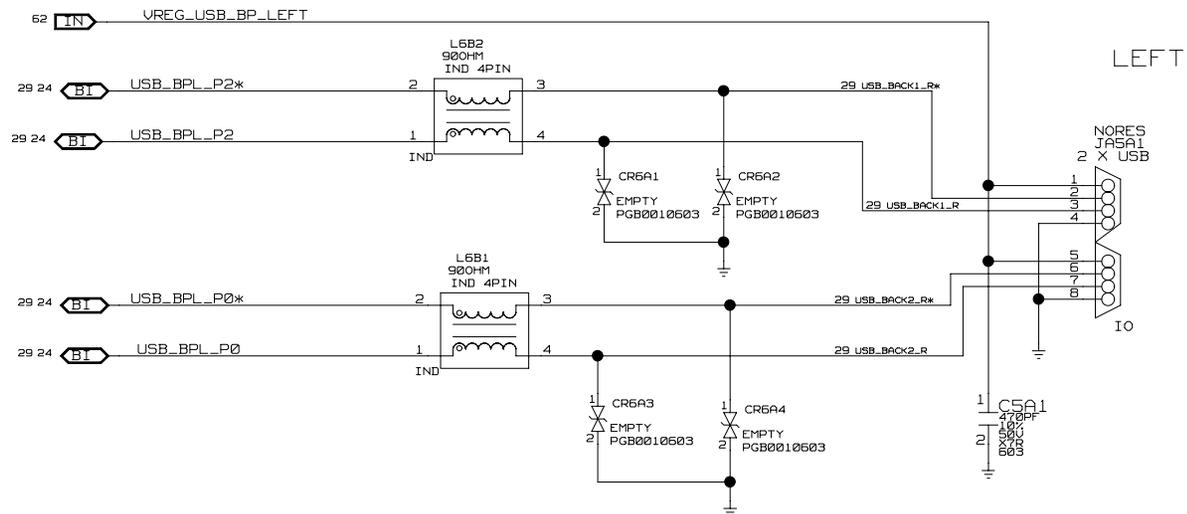 62 IN VREG_USB_BP_LEFT
LEFT
L6B2
90OHM
IND 4PIN
29 24 BI USB_BPL_P2* 2 3 29 USB_BACK1_R*
29 24 BI USB_BPL_P2 1 4
IND
NORES
JA5A1
2 X USB
1 CR6A1 1 CR6A2
EMPTY EMPTY
2 PGB0010603 2 PGB0010603
29 USB_BACK1_R
1
2
3
4
5
6
7
8
IO
L6B1
90OHM
IND 4PIN
29 24 BI USB_BPL_P0* 2 3 29 USB_BACK2_R*
29 24 BI USB_BPL_P0 1 4 29 USB_BACK2_R
IND
1 CR6A3 1 CR6A4
EMPTY EMPTY
2 PGB0010603 2 PGB0010603
1 C5A1
470PF
10%
50V
2 X7R
603